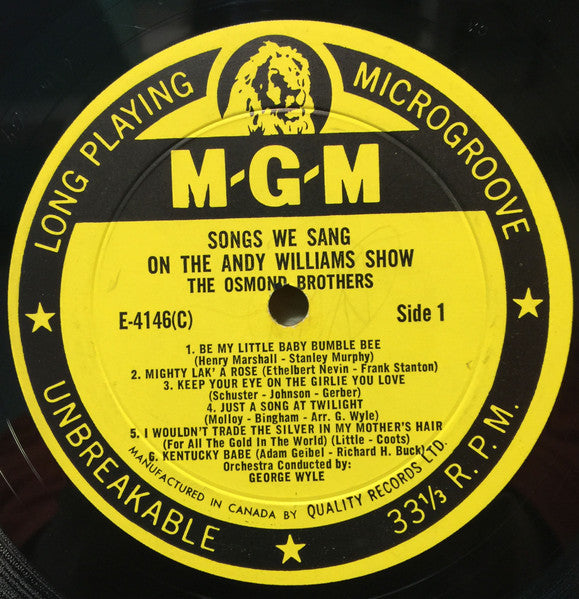 LONG PLAYING MICROGROOVE
M-G-M
SONGS WE SANG
ON THE ANDY WILLIAMS SHOW
THE OSMOND BROTHERS
E-4146(C) Side 1
1. BE MY LITTLE BABY BUMBLE BEE
(Henry Marshall - Stanley Murphy)
2. MIGHTY LAK' A ROSE (Ethelbert Nevin - Frank Stanton)
3. KEEP YOUR EYE ON THE GIRLIE YOU LOVE
(Schuster - Johnson - Gerber)
4. JUST A SONG AT TWILIGHT
(Molloy - Bingham - Arr. G. Wyle)
5. I WOULDN'T TRADE THE SILVER IN MY MOTHER'S HAIR
(For All The Gold In The World) (Little - Coots)
6. KENTUCKY BABE (Adam Geibel - Richard H. Buck)
Orchestra Conducted by:
GEORGE WYLE
MANUFACTURED IN CANADA BY QUALITY RECORDS LTD.
UNBREAKABLE 33⅓ R.P.M.